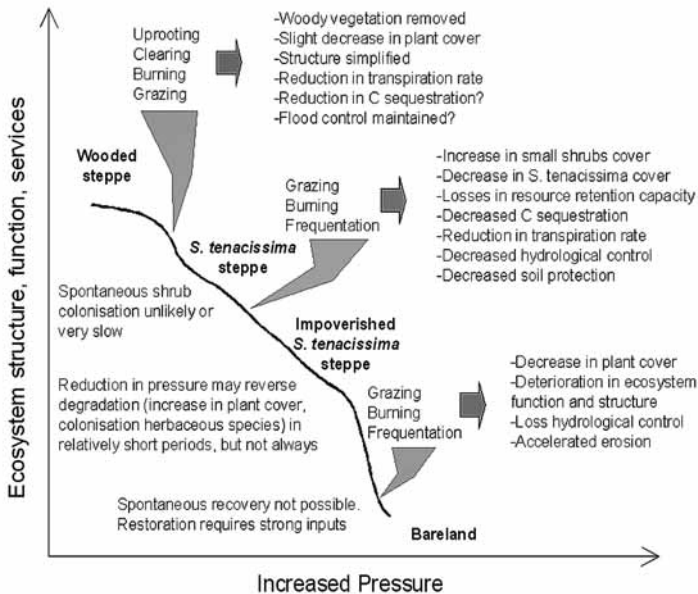 Ecosystem structure, function, services
Uprooting
Clearing
Burning
Grazing
-Woody vegetation removed
-Slight decrease in plant cover
-Structure simplified
-Reduction in transpiration rate
-Reduction in C sequestration?
-Flood control maintained?
Wooded
steppe
Grazing
Burning
Frequentation
-Increase in small shrubs cover
-Decrease in S. tenacissima cover
-Losses in resource retention capacity
-Decreased C sequestration
-Reduction in transpiration rate
-Decreased hydrological control
-Decreased soil protection
S. tenacissima
steppe
Spontaneous shrub
colonisation unlikely or
very slow
Impoverished
S. tenacissima
steppe
Reduction in pressure may reverse
degradation (increase in plant cover,
colonisation herbaceous species) in
relatively short periods, but not always
Grazing
Burning
Frequentation
-Decrease in plant cover
-Deterioration in ecosystem
function and structure
-Loss hydrological control
-Accelerated erosion
Spontaneous recovery not possible.
Restoration requires strong inputs
Bareland
Increased Pressure